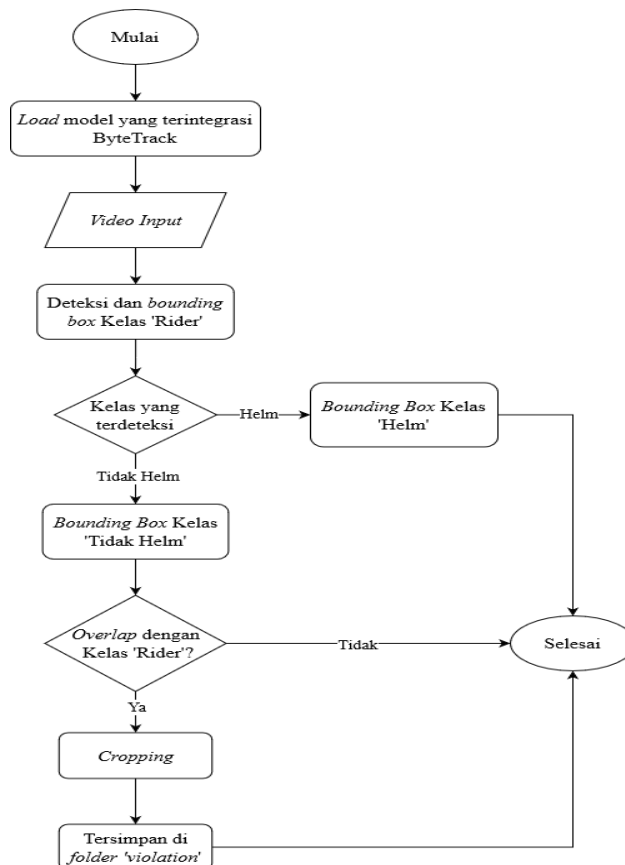 Mulai
Load model yang terintegrasi
ByteTrack
Video Input
Deteksi dan bounding
box Kelas 'Rider'
Kelas yang
terdeteksi
Helm
Bounding Box Kelas
'Helm'
Tidak Helm
Bounding Box Kelas
'Tidak Helm'
Overlap dengan
Kelas 'Rider'?
Tidak
Selesai
Ya
Cropping
Tersimpan di
folder 'violation'